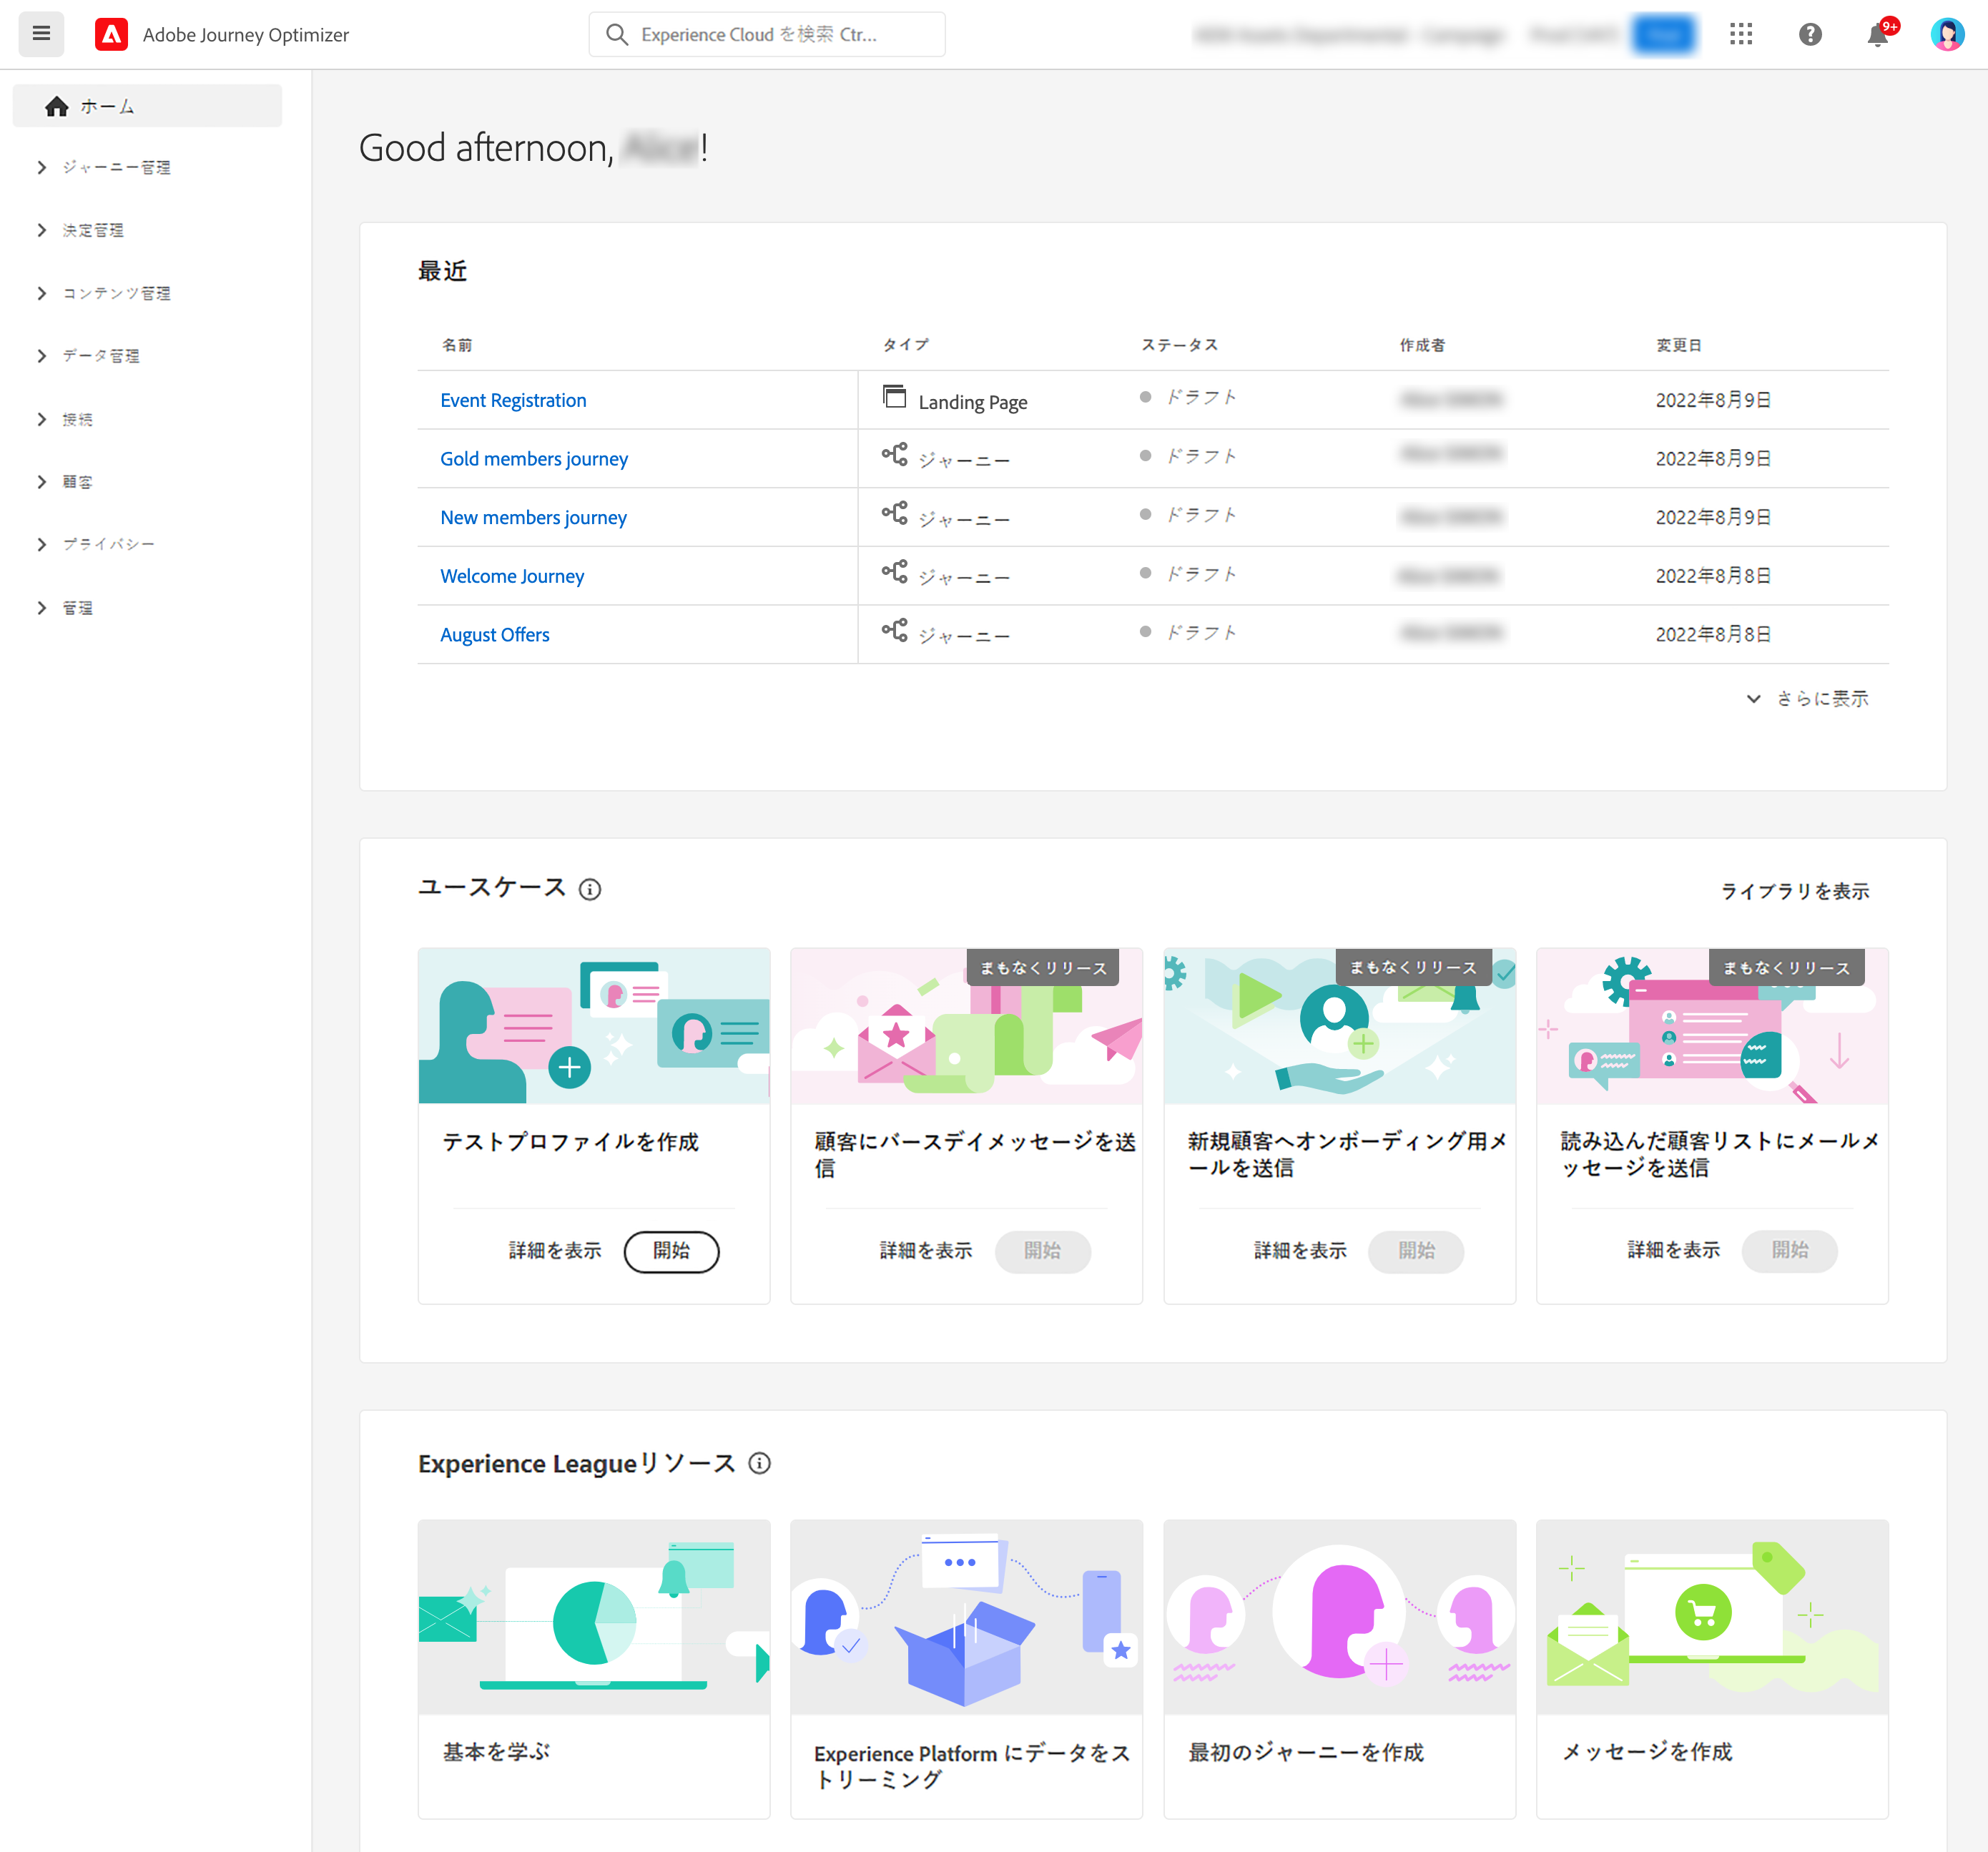 Adobe Journey Optimizer
Experience Cloud を検索 Ctr...
9+
ホーム
ジャーニー管理
決定管理
コンテンツ管理
データ管理
接続
顧客
プライバシー
管理
Good afternoon, !
最近
名前 タイプ ステータス 作成者 変更日
Event Registration Landing Page ドラフト 2022年8月9日
Gold members journey ジャーニー ドラフト 2022年8月9日
New members journey ジャーニー ドラフト 2022年8月9日
Welcome Journey ジャーニー ドラフト 2022年8月8日
August Offers ジャーニー ドラフト 2022年8月8日
さらに表示
ユースケース
ライブラリを表示
テストプロファイルを作成
詳細を表示 開始
まもなくリリース
顧客にバースデイメッセージを送
信
詳細を表示 開始
まもなくリリース
新規顧客へオンボーディング用メ
ールを送信
詳細を表示 開始
まもなくリリース
読み込んだ顧客リストにメールメ
ッセージを送信
詳細を表示 開始
Experience Leagueリソース
基本を学ぶ
Experience Platform にデータをス
トリーミング
最初のジャーニーを作成
メッセージを作成